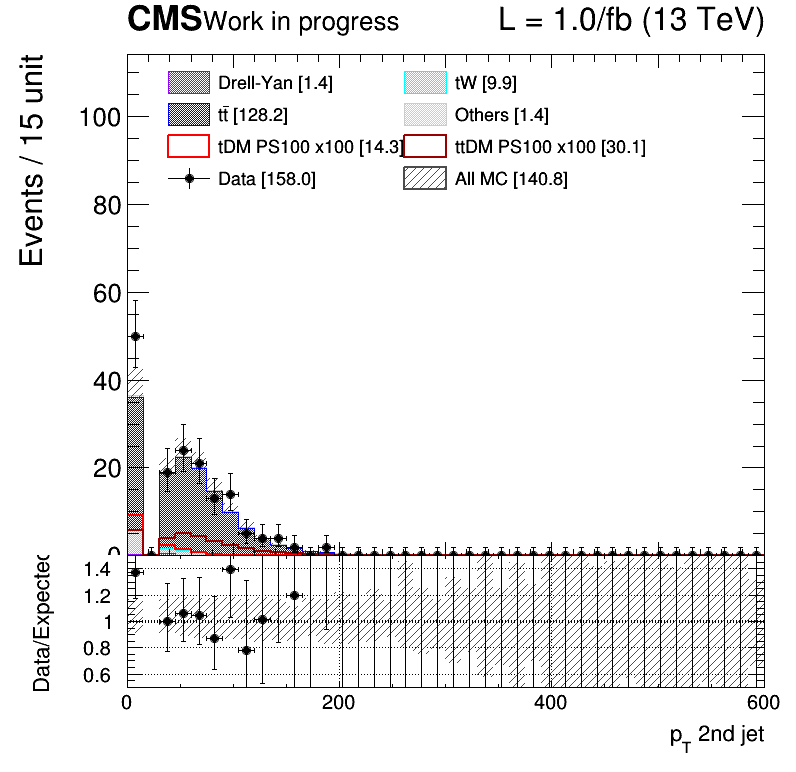 CMS Work in progress L = 1.0/fb (13 TeV)
Events / 15 unit
Drell-Yan [1.4] tW [9.9]
tt̄ [128.2] Others [1.4]
tDM PS100 x100 [14.3] ttDM PS100 x100 [30.1]
Data [158.0] All MC [140.8]
100
80
60
40
20
0
Data/Expected
1.4
1.2
1
0.8
0.6
0 200 400 600
p_T 2nd jet